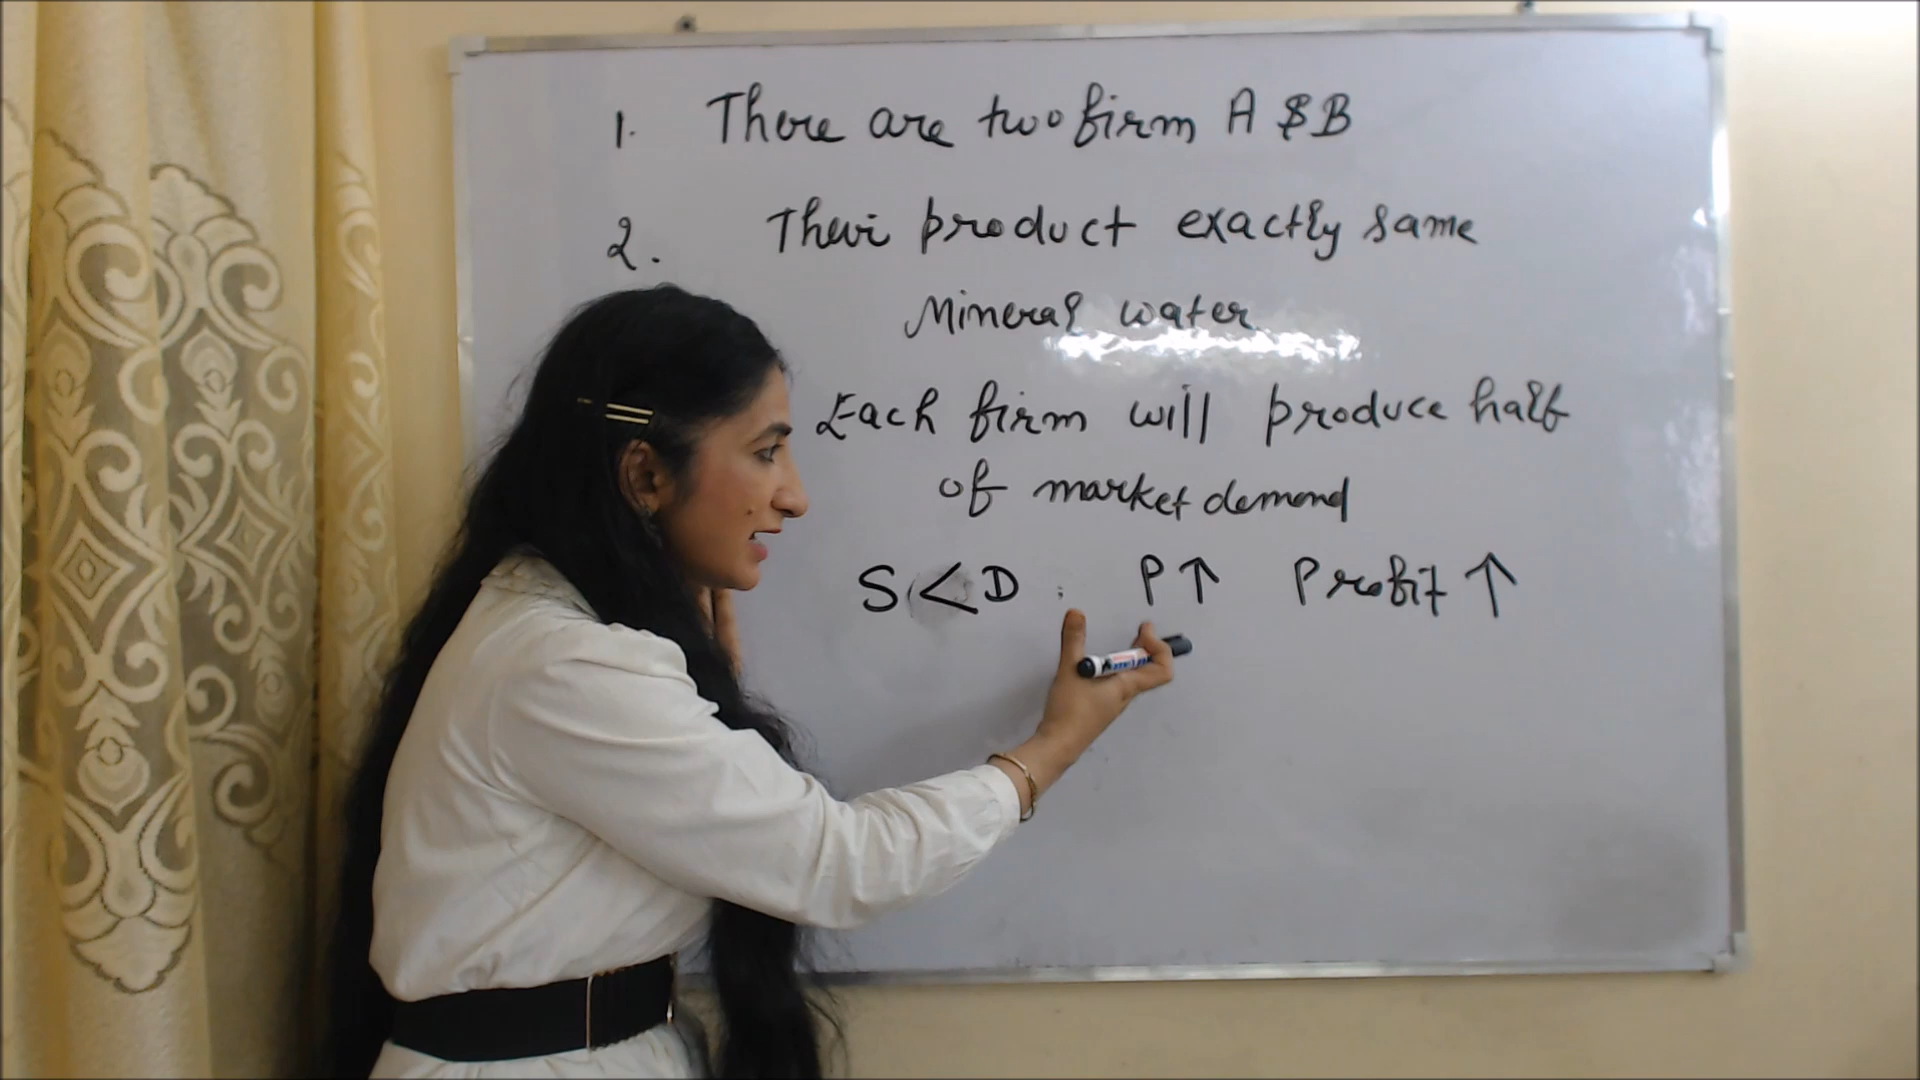 1. There are two firm A & B
2. Their product exactly same
Mineral water
Each firm will produce half
of market demand
S < D : P ↑ Profit ↑